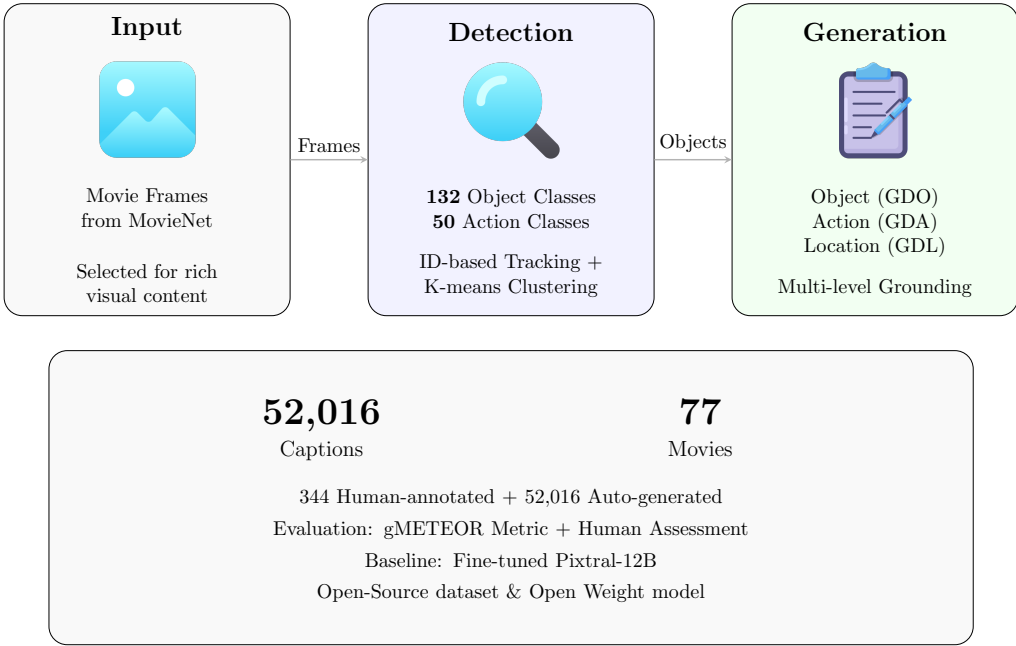 Input
Movie Frames
from MovieNet
Selected for rich
visual content
Frames
Detection
132 Object Classes
50 Action Classes
ID-based Tracking +
K-means Clustering
Objects
Generation
Object (GDO)
Action (GDA)
Location (GDL)
Multi-level Grounding
52,016
Captions
77
Movies
344 Human-annotated + 52,016 Auto-generated
Evaluation: gMETEOR Metric + Human Assessment
Baseline: Fine-tuned Pixtral-12B
Open-Source dataset & Open Weight model